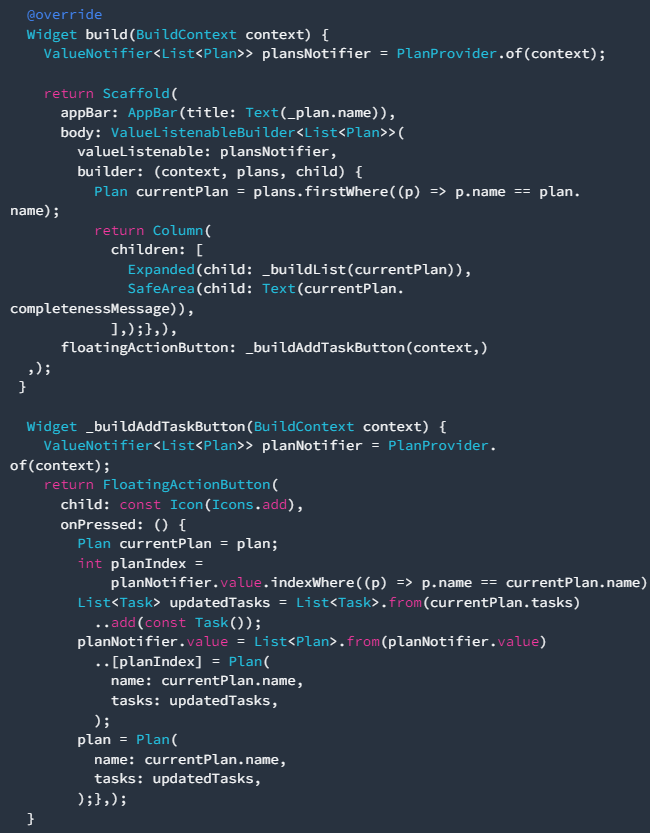 @override
Widget build(BuildContext context) {
ValueNotifier<List<Plan>> plansNotifier = PlanProvider.of(context);
return Scaffold(
appBar: AppBar(title: Text(_plan.name)),
body: ValueListenableBuilder<List<Plan>>(
valueListenable: plansNotifier,
builder: (context, plans, child) {
Plan currentPlan = plans.firstWhere((p) => p.name == plan.
name);
return Column(
children: [
Expanded(child: _buildList(currentPlan)),
SafeArea(child: Text(currentPlan.
completenessMessage)),
],);},),
floatingActionButton: _buildAddTaskButton(context,)
,);
}
Widget _buildAddTaskButton(BuildContext context) {
ValueNotifier<List<Plan>> planNotifier = PlanProvider.
of(context);
return FloatingActionButton(
child: const Icon(Icons.add),
onPressed: () {
Plan currentPlan = plan;
int planIndex =
planNotifier.value.indexWhere((p) => p.name == currentPlan.name)
List<Task> updatedTasks = List<Task>.from(currentPlan.tasks)
..add(const Task());
planNotifier.value = List<Plan>.from(planNotifier.value)
..[planIndex] = Plan(
name: currentPlan.name,
tasks: updatedTasks,
);
plan = Plan(
name: currentPlan.name,
tasks: updatedTasks,
);},);
}